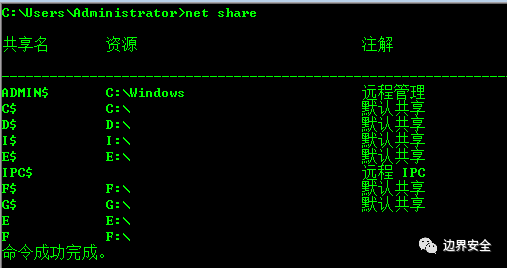 C:\Users\Administrator>net share
共享名 资源 注解
-------------------------------------------------------------------------------
ADMIN$ C:\Windows 远程管理
C$ C:\ 默认共享
D$ D:\ 默认共享
I$ I:\ 默认共享
E$ E:\ 默认共享
IPC$ 远程 IPC
F$ F:\ 默认共享
G$ G:\ 默认共享
E E:\
F F:\
命令成功完成。
边界安全